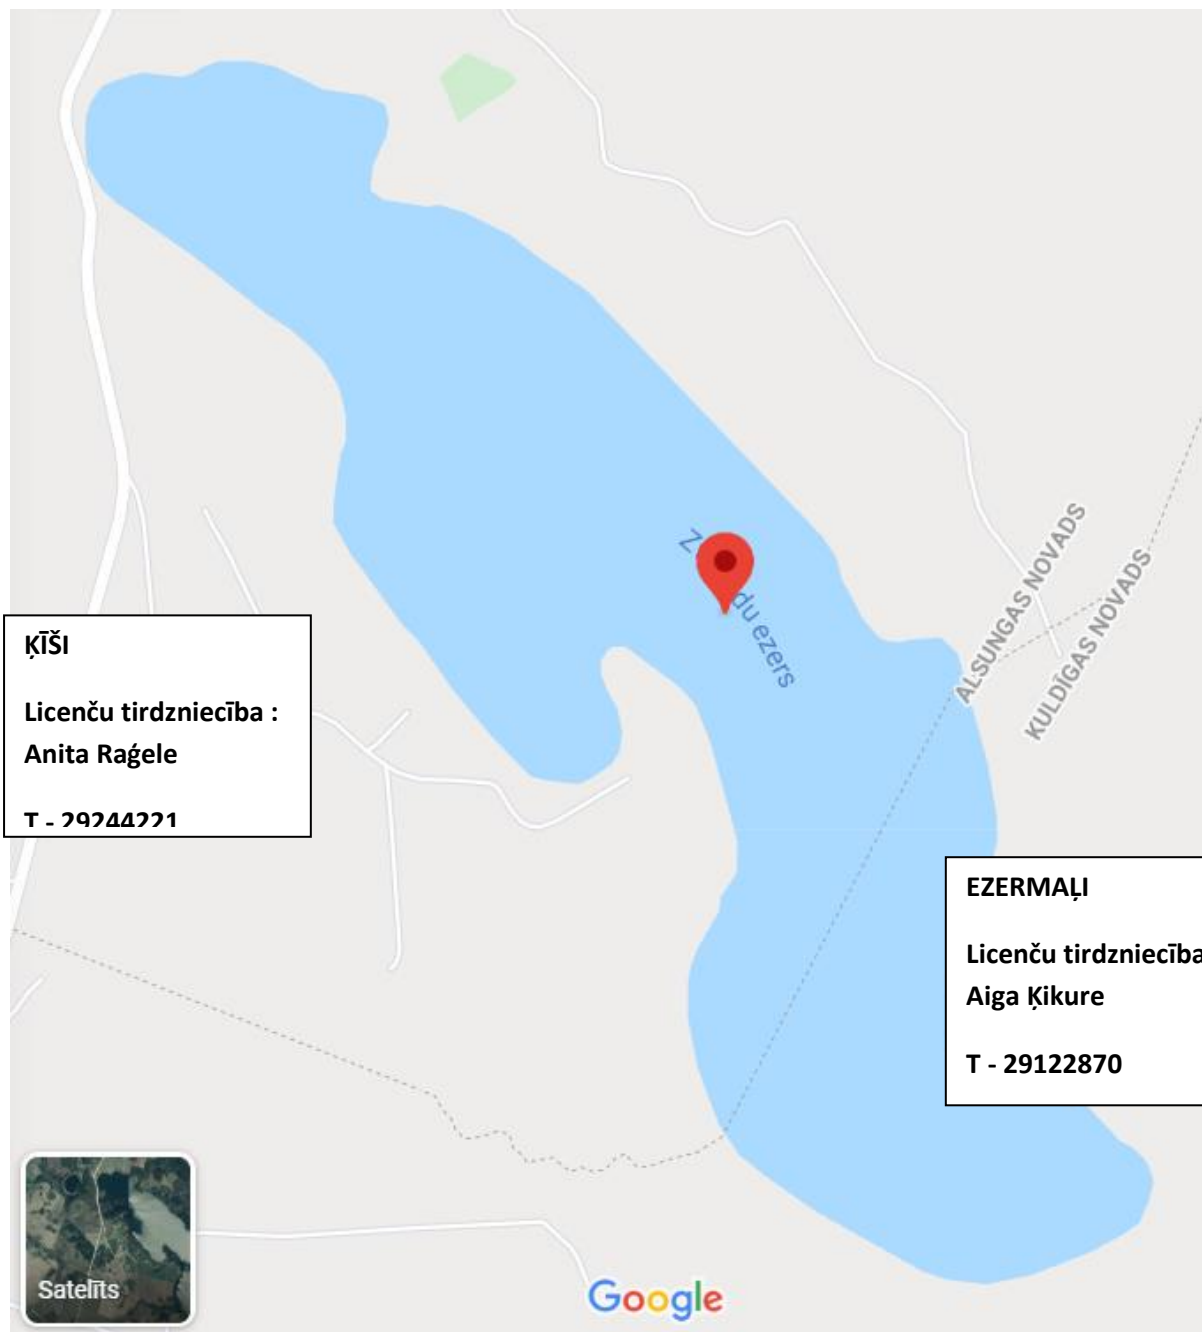 Z
du ezers
ALSUNGAS NOVADS
KULDĪGAS NOVADS
ĶĪŠI
Licenču tirdzniecība :
Anita Raģele
T - 29244221
EZERMAĻI
Licenču tirdzniecība
Aiga Ķikure
T - 29122870
Satelīts
Google